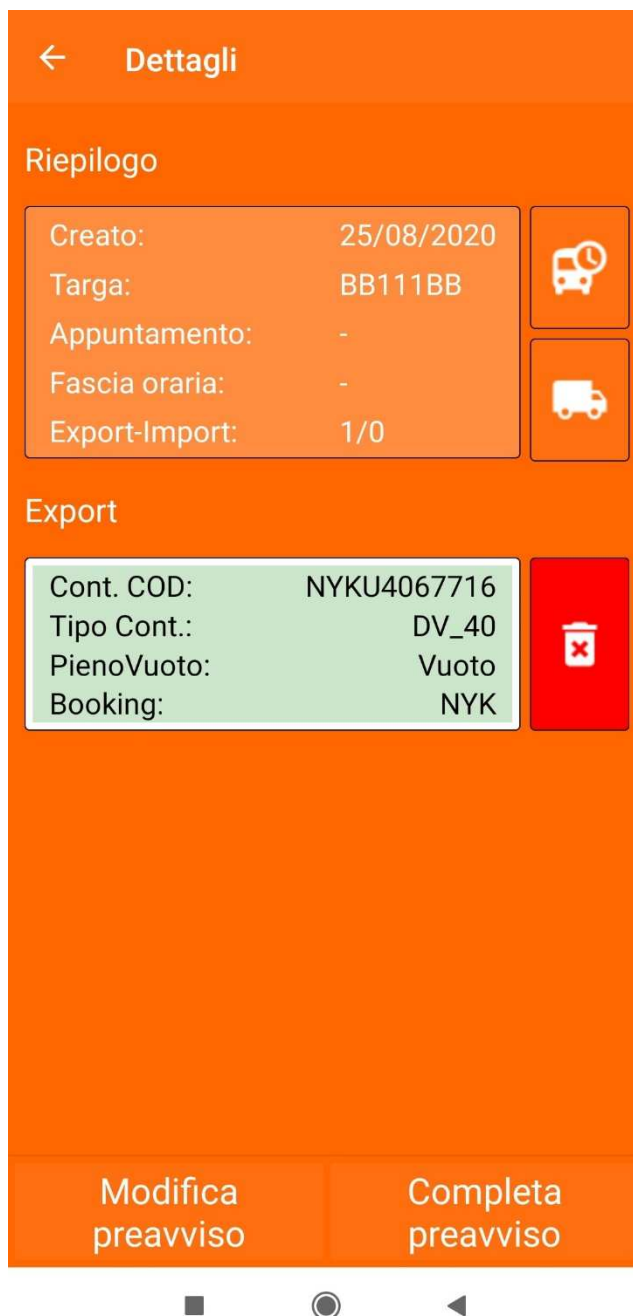 Dettagli
Riepilogo
Creato: 25/08/2020
Targa: BB111BB
Appuntamento: -
Fascia oraria: -
Export-Import: 1/0
Export
Cont. COD: NYKU4067716
Tipo Cont.: DV_40
PienoVuoto: Vuoto
Booking: NYK
Modifica
preavviso
Completa
preavviso